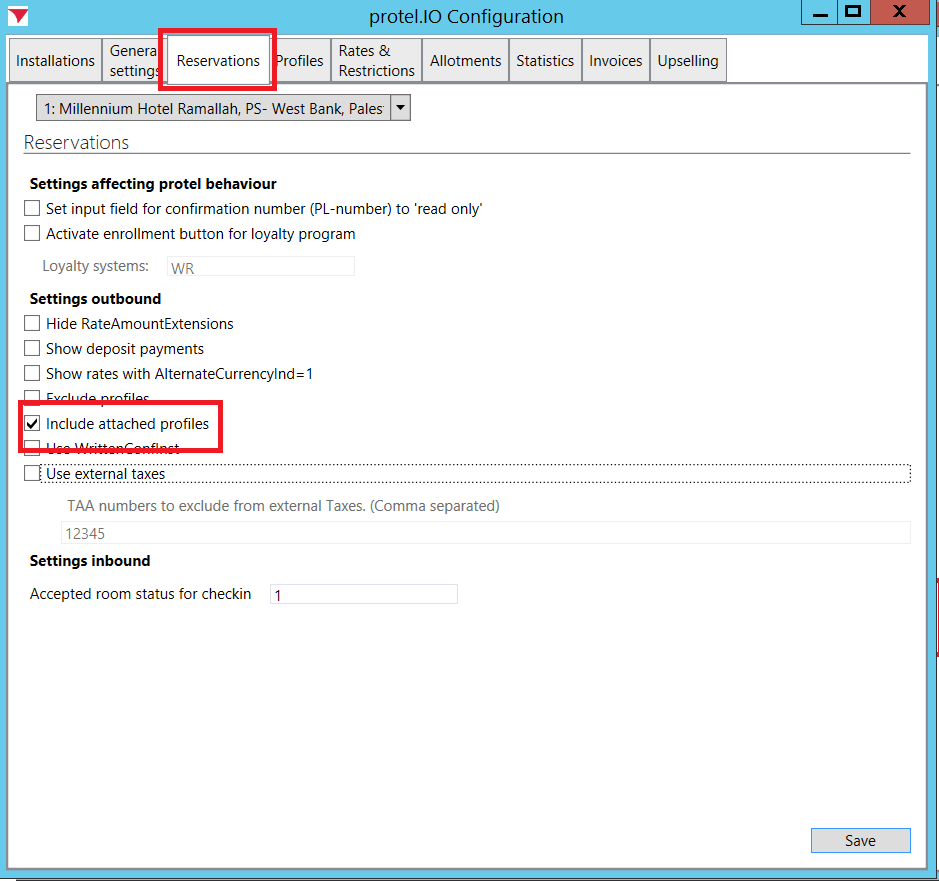 protel.IO Configuration
Installations
General
settings
Reservations
Profiles
Rates &
Restrictions
Allotments
Statistics
Invoices
Upselling
1: Millennium Hotel Ramallah, PS- West Bank, Pales
Reservations
Settings affecting protel behaviour
Set input field for confirmation number (PL-number) to 'read only'
Activate enrollment button for loyalty program
Loyalty systems: WR
Settings outbound
Hide RateAmountExtensions
Show deposit payments
Show rates with AlternateCurrencyInd=1
Exclude profiles
Include attached profiles
Use WrittenConfInst
Use external taxes
TAA numbers to exclude from external Taxes. (Comma separated)
12345
Settings inbound
Accepted room status for checkin 1
Save